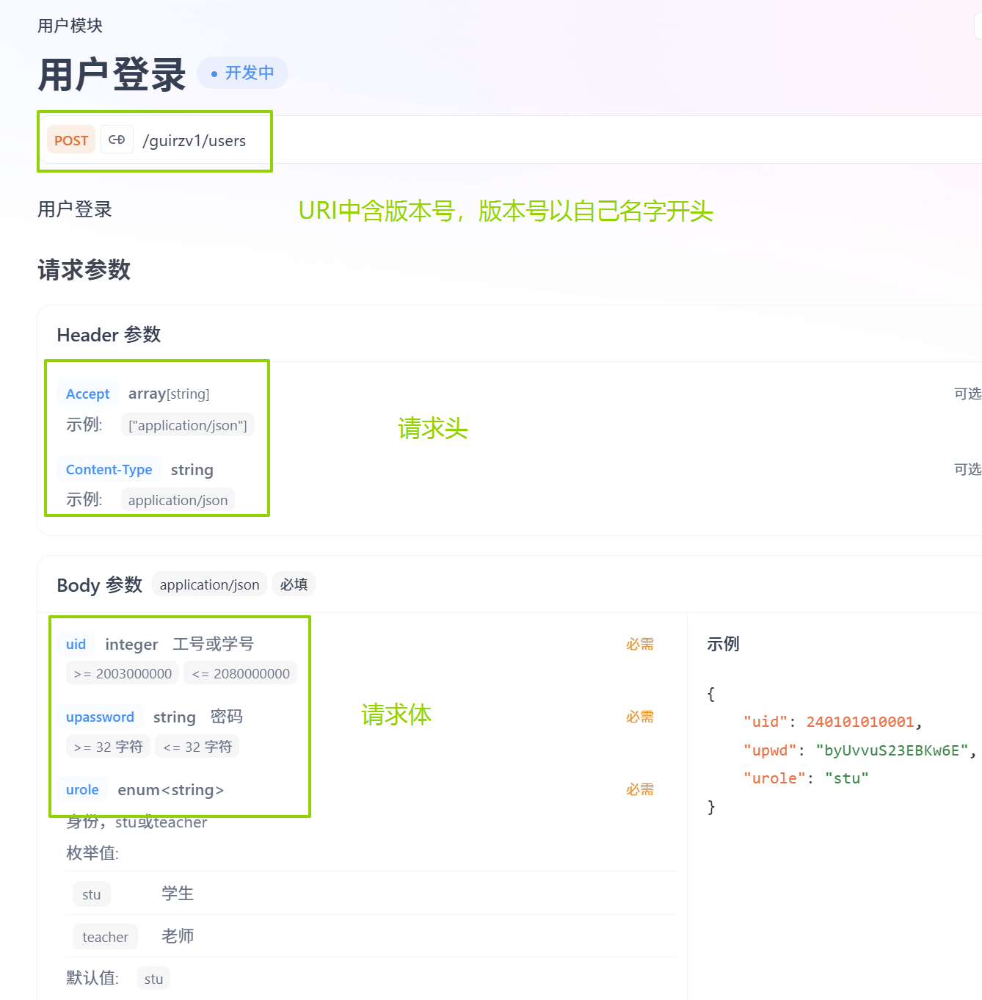 用户模块
用户登录 • 开发中
POST /guirzv1/users
用户登录
URI中含版本号，版本号以自己名字开头
请求参数
Header 参数
Accept array[string] 可选
示例: ["application/json"]
请求头
Content-Type string 可选
示例: application/json
Body 参数 application/json 必填
uid integer 工号或学号 必需
>= 2003000000 <= 2080000000
upassword string 密码 必需
>= 32 字符 <= 32 字符
请求体
urole enum<string> 必需
身份，stu或teacher
枚举值:
stu 学生
teacher 老师
默认值: stu
示例
{
"uid": 240101010001,
"upwd": "byUvvuS23EBKw6E",
"urole": "stu"
}